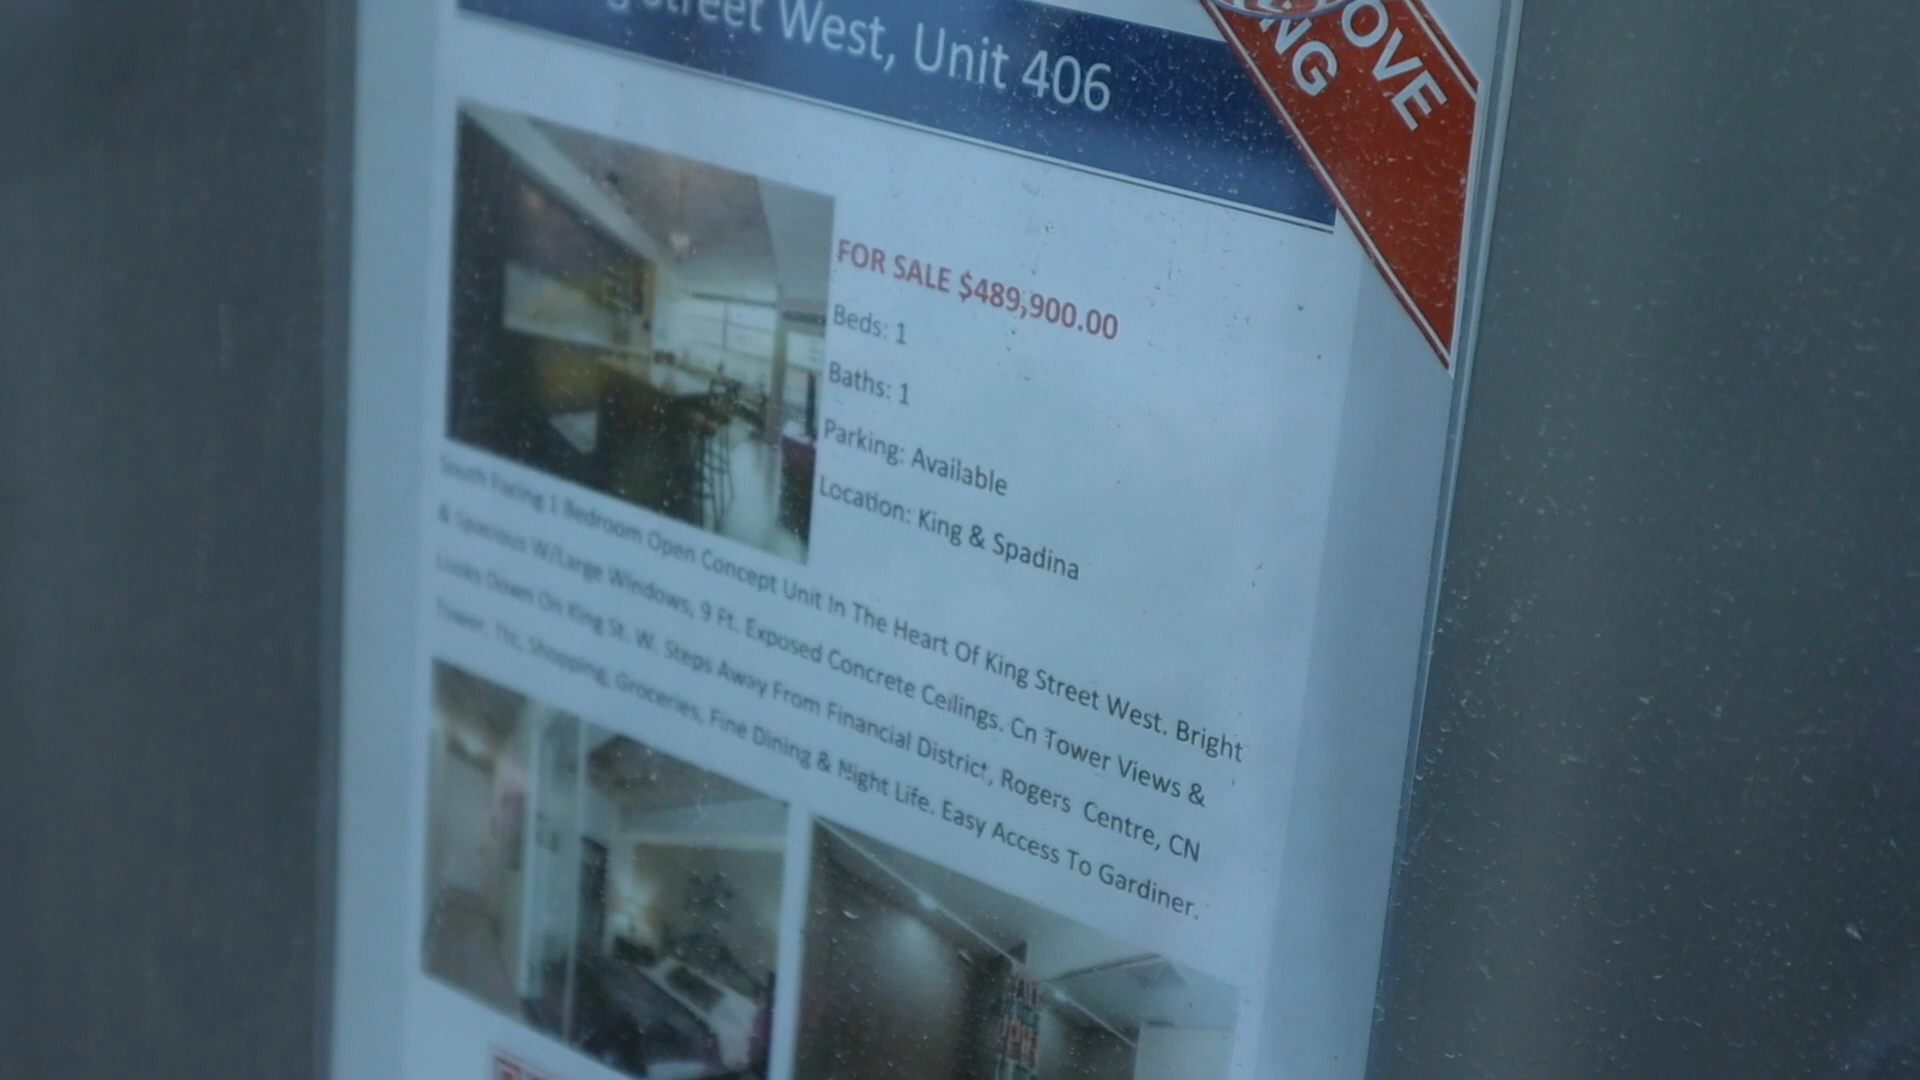 Street West, Unit 406
OVE
NG
FOR SALE $489,900.00
Beds: 1
Baths: 1
Parking: Available
Location: King & Spadina
South Facing 1 Bedroom Open Concept Unit In The Heart Of King Street West. Bright
& Spacious W/Large Windows, 9 Ft. Exposed Concrete Ceilings. Cn Tower Views &
Looks Down On King St. W. Steps Away From Financial District, Rogers Centre, CN
Tower, Ttc, Shopping, Groceries, Fine Dining & Night Life. Easy Access To Gardiner.